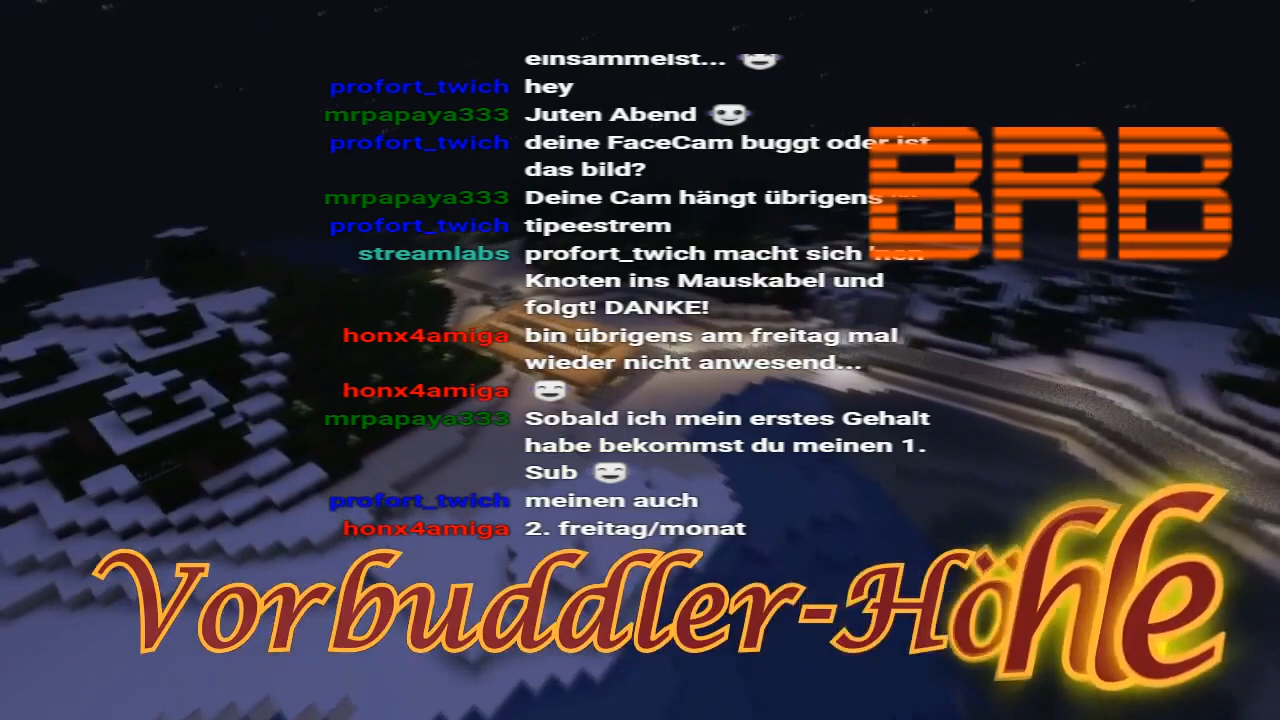 einsammelst...
profort_twich hey
mrpapaya333 Juten Abend
profort_twich deine FaceCam buggt oder ist
das bild?
mrpapaya333 Deine Cam hängt übrigens
profort_twich tipeestrem
streamlabs profort_twich macht sich 'nen
Knoten ins Mauskabel und
folgt! DANKE!
honx4amiga bin übrigens am freitag mal
wieder nicht anwesend...
honx4amiga
mrpapaya333 Sobald ich mein erstes Gehalt
habe bekommst du meinen 1.
Sub
profort_twich meinen auch
honx4amiga 2. freitag/monat
BRB
Vorbuddler-Höhle